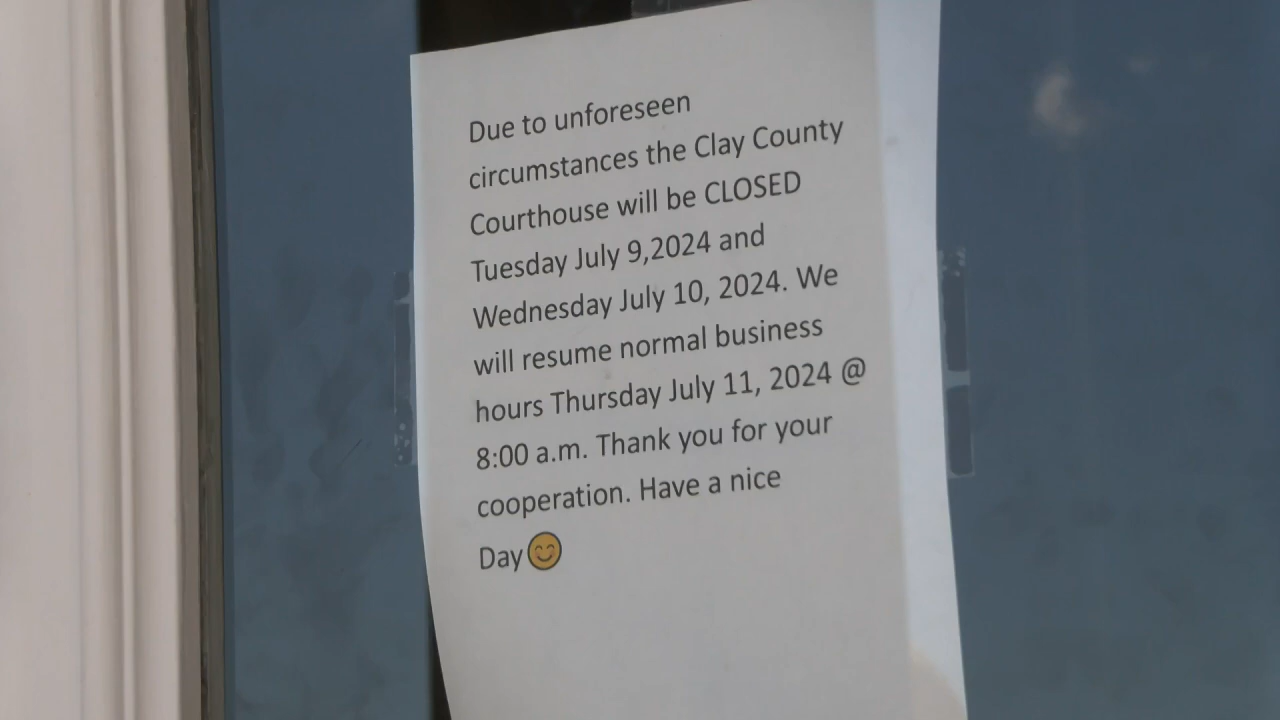 Due to unforeseen
circumstances the Clay County
Courthouse will be CLOSED
Tuesday July 9,2024 and
Wednesday July 10, 2024. We
will resume normal business
hours Thursday July 11, 2024 @
8:00 a.m. Thank you for your
cooperation. Have a nice
Day😊